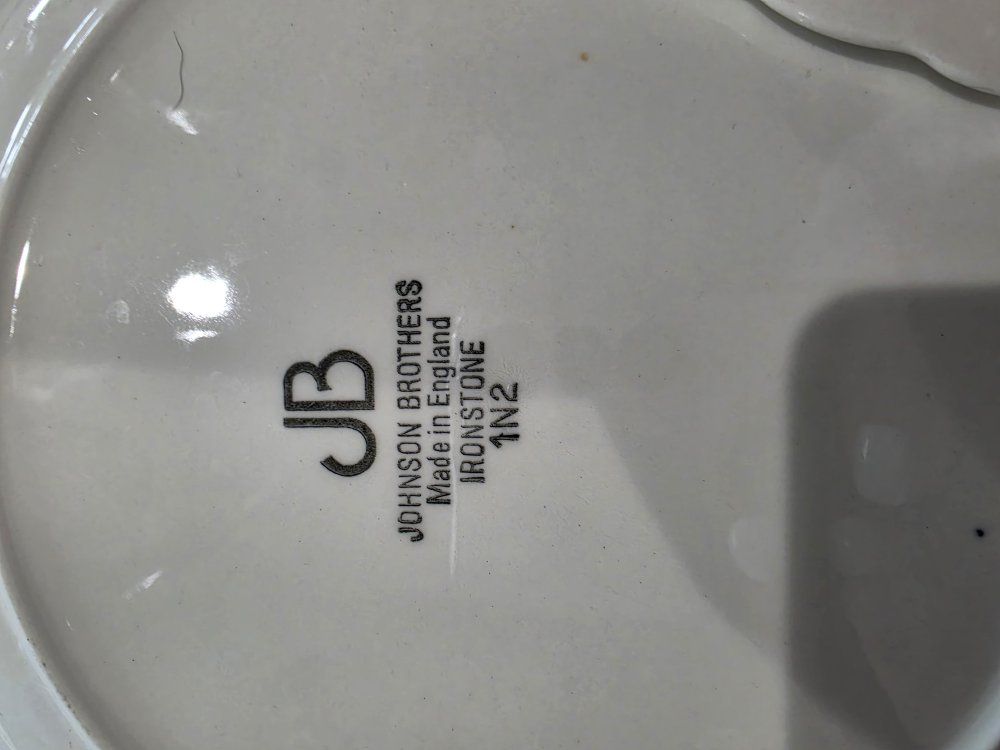 JB
JOHNSON BROTHERS
Made in England
IRONSTONE
1N2